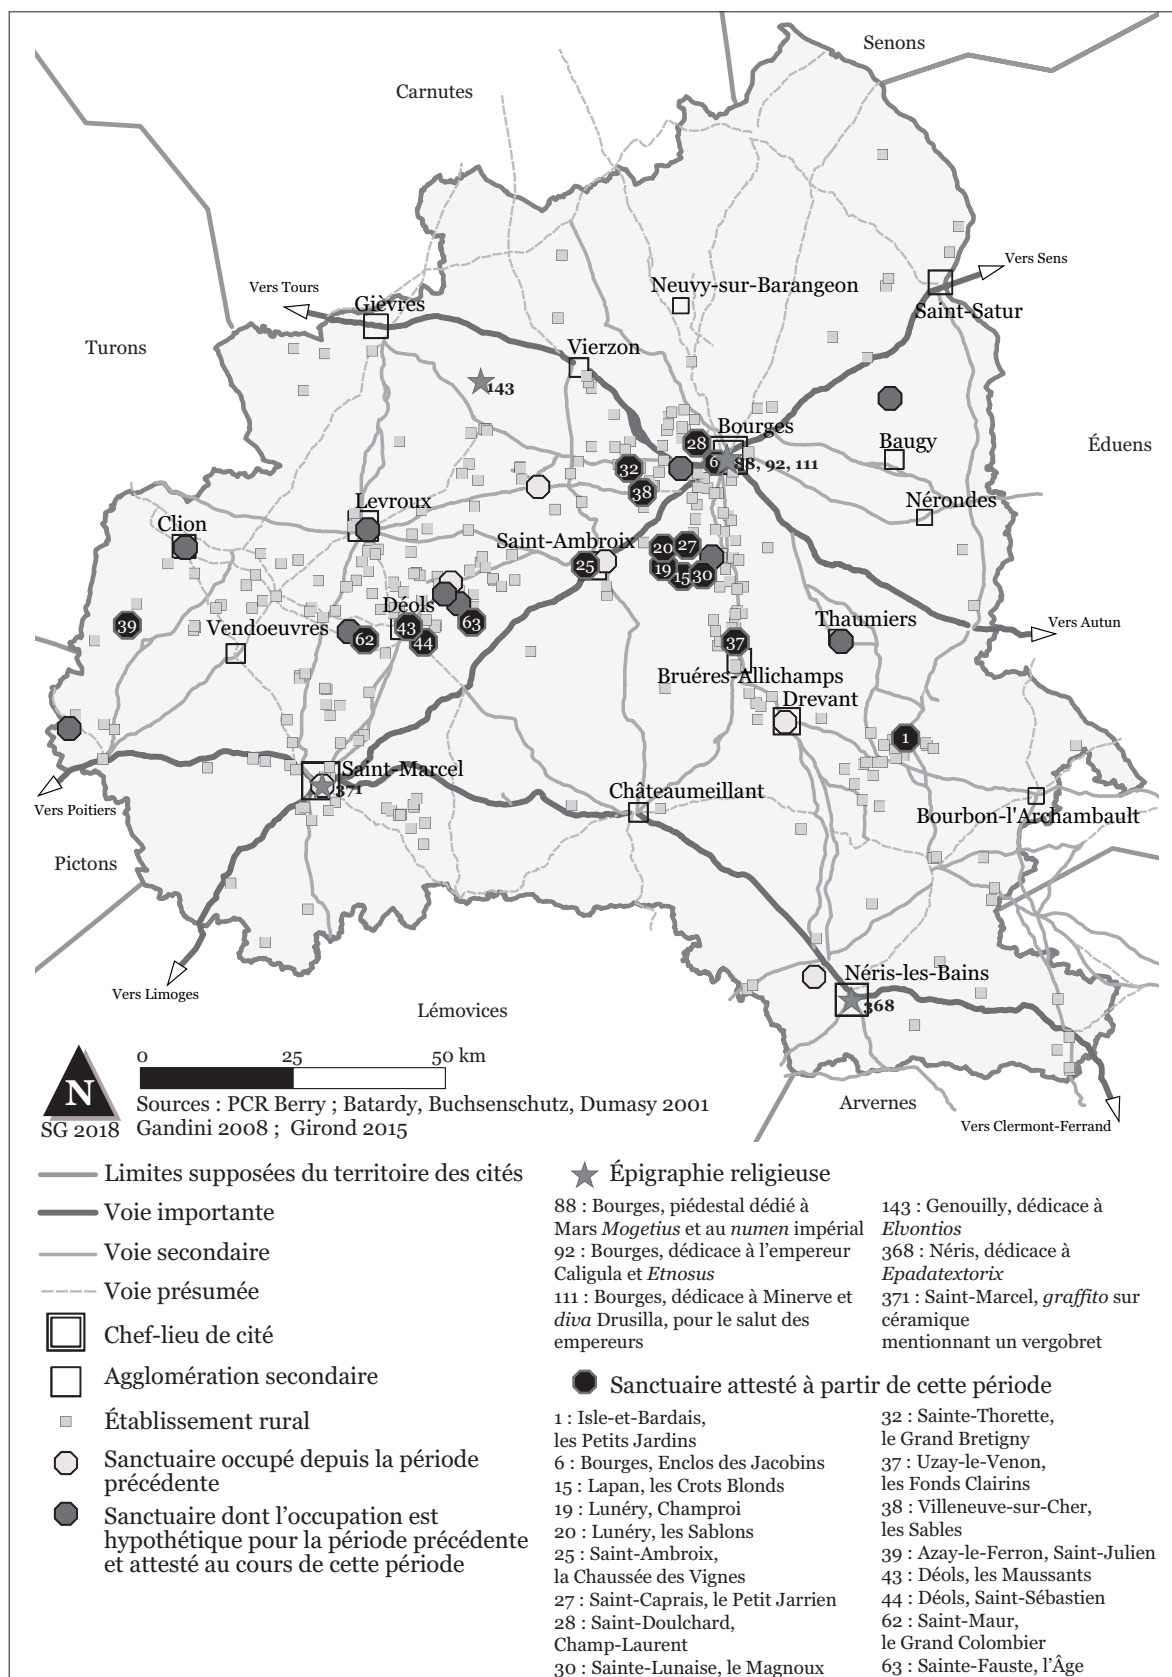 Senons
Carnutes
Vers Sens
Neuvy-sur-Barangeon
Vers Tours
Gièvres
Saint-Satur
Turons
Vierzon
143
Bourges
28
Éduens
Baugy
6
88, 92, 111
32
38
Levroux
Nérondes
Clion
Saint-Ambroix
20
27
25
19
15
30
Déols
63
Thaumiers
Vers Autun
39
43
Vendoeuvres
62
44
37
Bruéres-Allichamps
Drevant
1
Saint-Marcel
371
Châteaumeillant
Vers Poitiers
Bourbon-l'Archambault
Pictons
Néris-les-Bains
Vers Limoges
368
Lémovices
0 25 50 km
N
Sources : PCR Berry ; Batardy, Buchsenschutz, Dumasy 2001
Arvernes
SG 2018
Gandini 2008 ; Girond 2015
Vers Clermont-Ferrand
Limites supposées du territoire des cités
Voie importante
Voie secondaire
Voie présumée
Chef-lieu de cité
Agglomération secondaire
Établissement rural
Sanctuaire occupé depuis la période
précédente
Sanctuaire dont l'occupation est
hypothétique pour la période précédente
et attesté au cours de cette période
Épigraphie religieuse
88 : Bourges, piédestal dédié à
Mars Mogetius et au numen impérial
92 : Bourges, dédicace à l'empereur
Caligula et Etnosus
111 : Bourges, dédicace à Minerve et
diva Drusilla, pour le salut des
empereurs
143 : Genouilly, dédicace à
Elvontios
368 : Néris, dédicace à
Epadatextorix
371 : Saint-Marcel, graffito sur
céramique
mentionnant un vergobret
Sanctuaire attesté à partir de cette période
1 : Isle-et-Bardais,
les Petits Jardins
6 : Bourges, Enclos des Jacobins
15 : Lapan, les Crots Blonds
19 : Lunéry, Champroi
20 : Lunéry, les Sablons
25 : Saint-Ambroix,
la Chaussée des Vignes
27 : Saint-Caprais, le Petit Jarrien
28 : Saint-Doulchard,
Champ-Laurent
30 : Sainte-Lunaise, le Magnoux
32 : Sainte-Thorette,
le Grand Bretigny
37 : Uzay-le-Venon,
les Fonds Clairins
38 : Villeneuve-sur-Cher,
les Sables
39 : Azay-le-Ferron, Saint-Julien
43 : Déols, les Maussants
44 : Déols, Saint-Sébastien
62 : Saint-Maur,
le Grand Colombier
63 : Sainte-Fauste, l'Âge